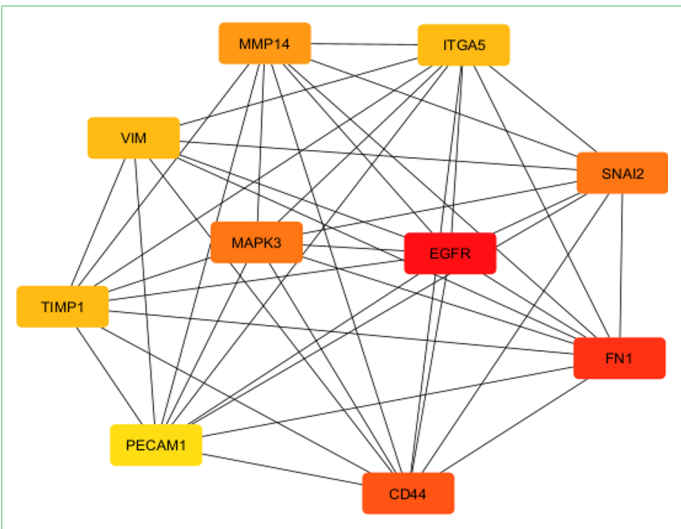 MMP14
ITGA5
VIM
SNAI2
MAPK3
EGFR
TIMP1
FN1
PECAM1
CD44